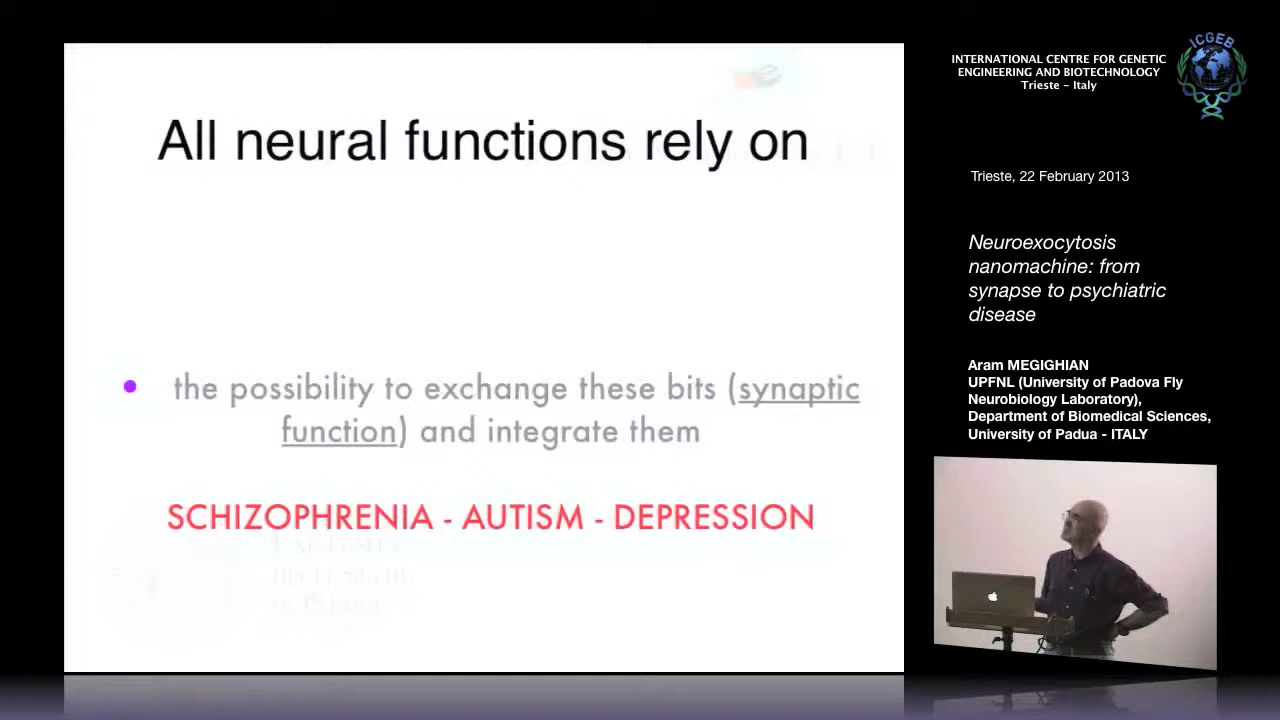 All neural functions rely on
• the possibility to exchange these bits (synaptic
function) and integrate them
SCHIZOPHRENIA - AUTISM - DEPRESSION
INTERNATIONAL CENTRE FOR GENETIC
ENGINEERING AND BIOTECHNOLOGY
Trieste - Italy
ICGEB
Trieste, 22 February 2013
Neuroexocytosis
nanomachine: from
synapse to psychiatric
disease
Aram MEGIGHIAN
UPFNL (University of Padova Fly
Neurobiology Laboratory),
Department of Biomedical Sciences,
University of Padua - ITALY